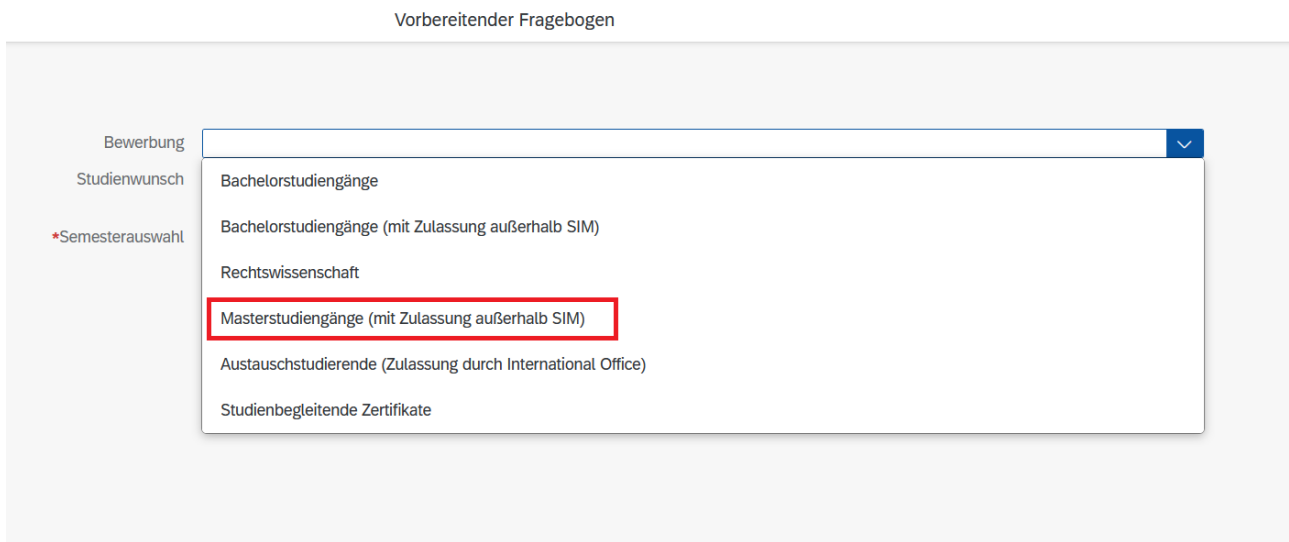 Vorbereitender Fragebogen
Bewerbung
Studienwunsch
*Semesterauswahl
Bachelorstudiengänge
Bachelorstudiengänge (mit Zulassung außerhalb SIM)
Rechtswissenschaft
Masterstudiengänge (mit Zulassung außerhalb SIM)
Austauschstudierende (Zulassung durch International Office)
Studienbegleitende Zertifikate